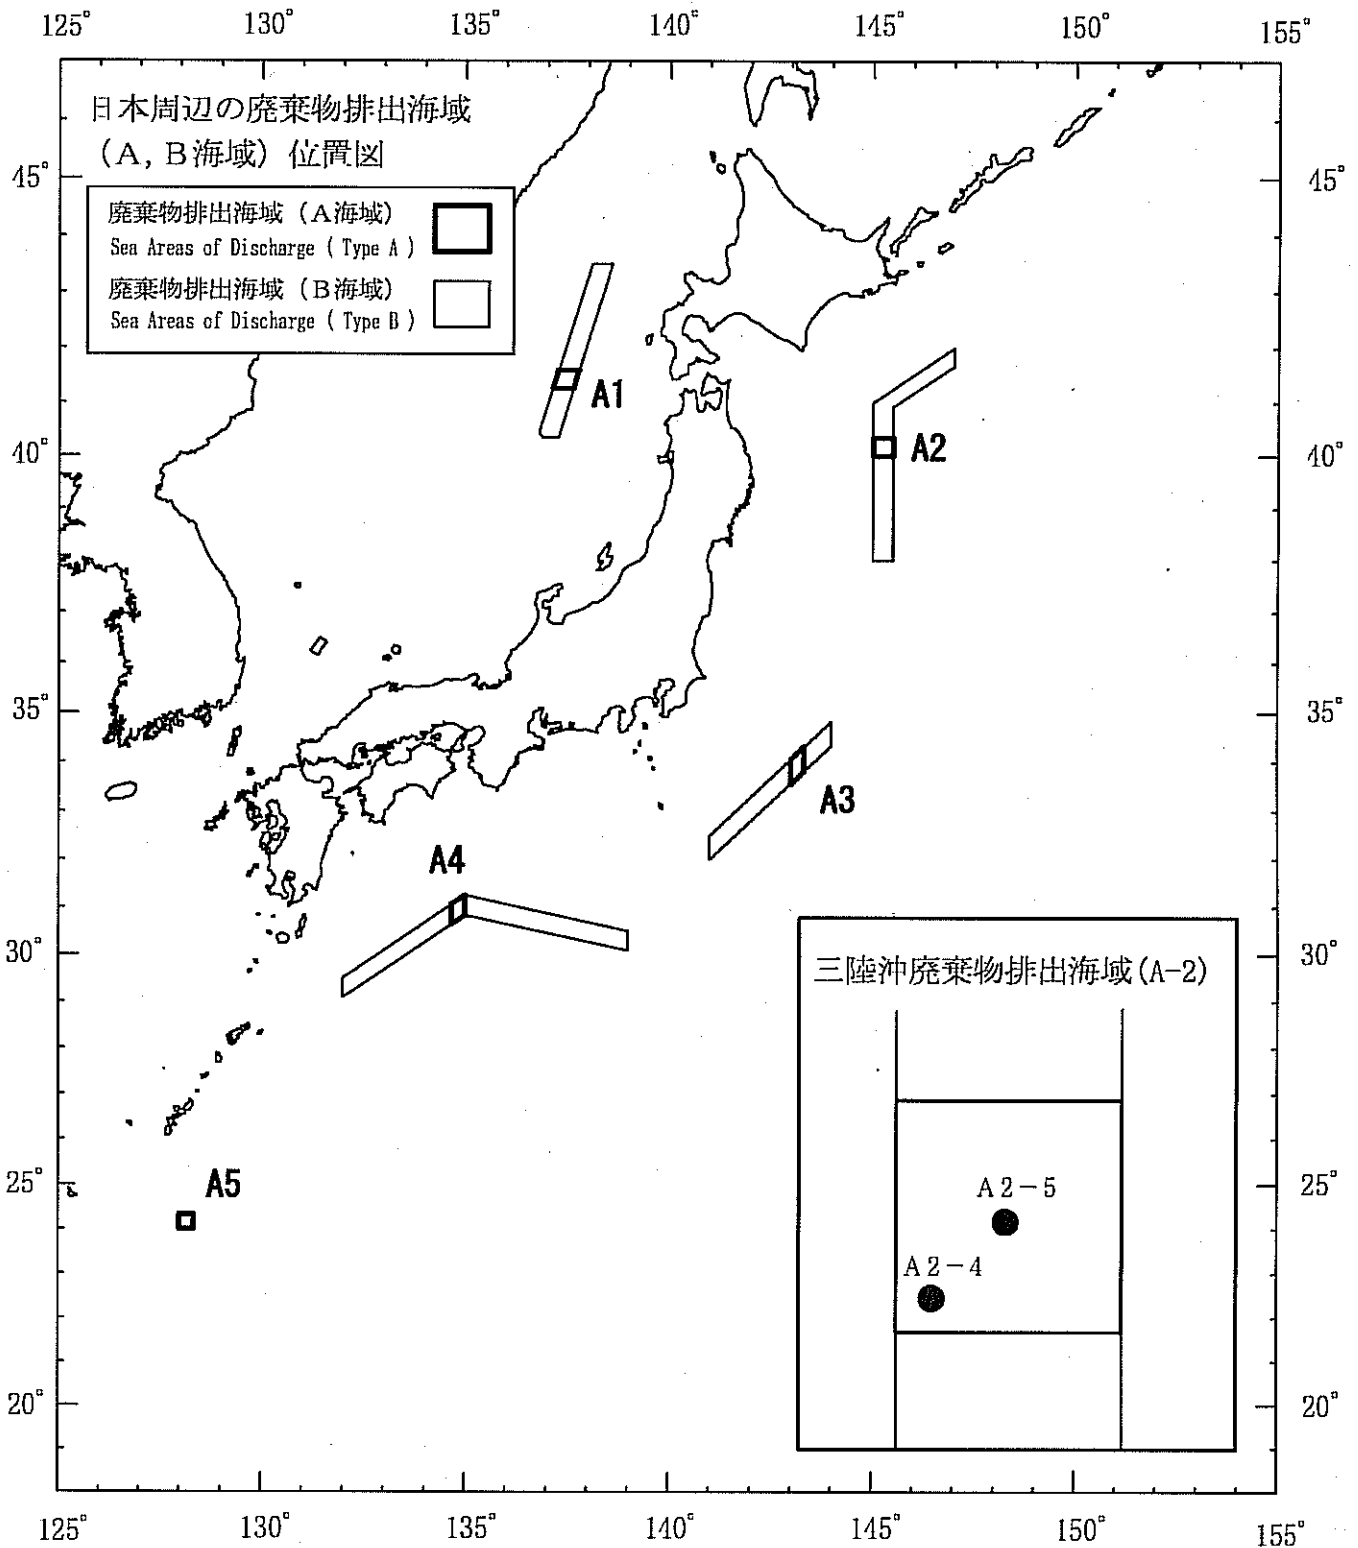 125° 130° 135° 140° 145° 150° 155°
日本周辺の廃棄物排出海域
(A, B海域) 位置図
廃棄物排出海域 (A海域)
Sea Areas of Discharge ( Type A )
廃棄物排出海域 (B海域)
Sea Areas of Discharge ( Type B )
45° 45°
A1
A2
40° 40°
35° 35°
A3
A4
30° 30°
三陸沖廃棄物排出海域(A-2)
A5
25° 25°
A2-5
A2-4
20° 20°
125° 130° 135° 140° 145° 150° 155°